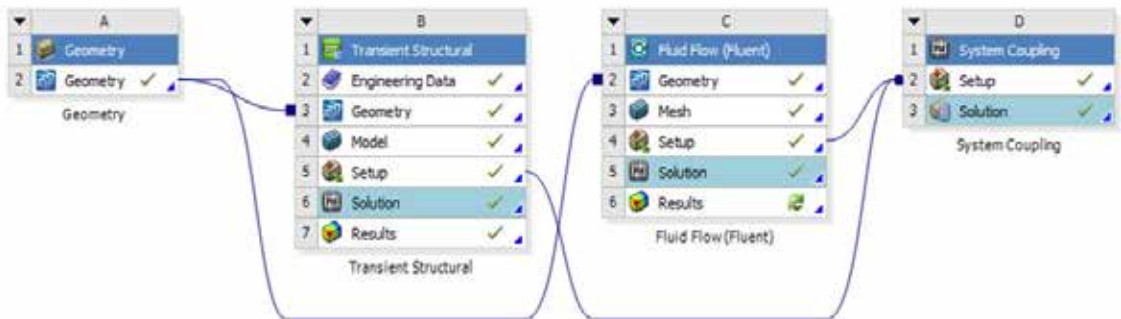 A
1 Geometry
2 Geometry
Geometry
B
1 Transient Structural
2 Engineering Data
3 Geometry
4 Model
5 Setup
6 Solution
7 Results
Transient Structural
C
1 Fluid Flow (Fluent)
2 Geometry
3 Mesh
4 Setup
5 Solution
6 Results
Fluid Flow (Fluent)
D
1 System Coupling
2 Setup
3 Solution
System Coupling